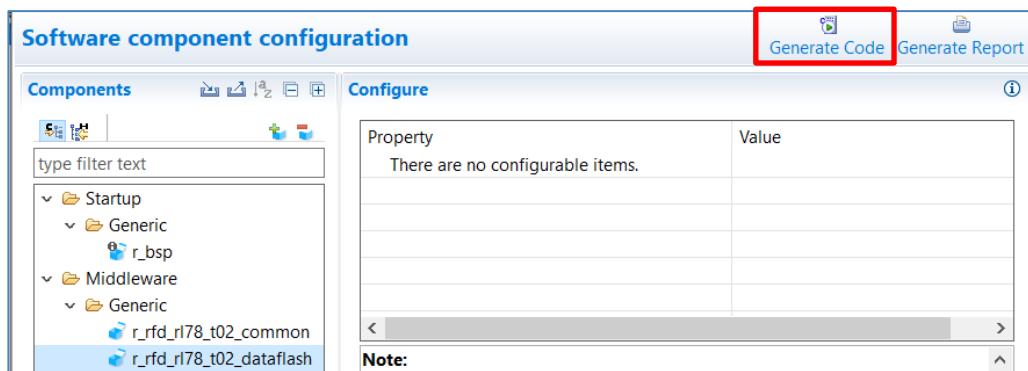 Software component configuration
Generate Code Generate Report
Components
Configure
type filter text
Property Value
There are no configurable items.
Startup
Generic
r_bsp
Middleware
Generic
r_rfd_rl78_t02_common
r_rfd_rl78_t02_dataflash
Note: